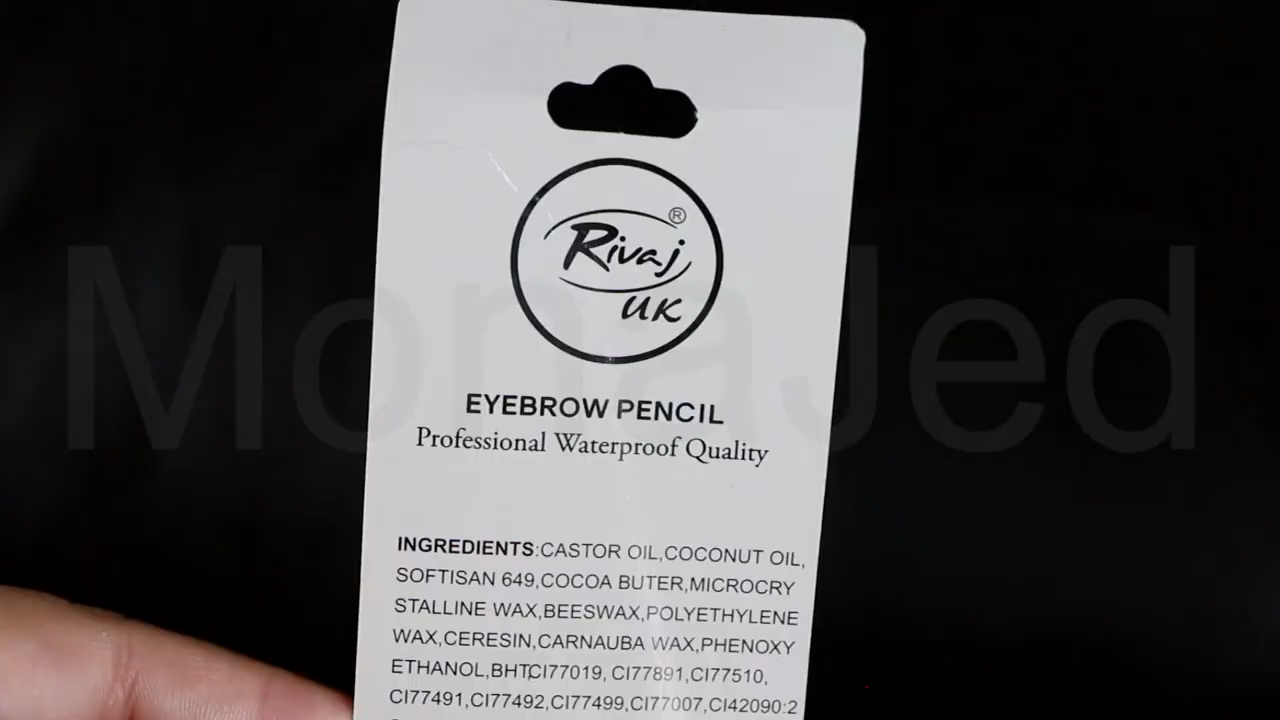 Rivaj ®
UK
MonaJed
EYEBROW PENCIL
Professional Waterproof Quality
INGREDIENTS:CASTOR OIL,COCONUT OIL,
SOFTISAN 649,COCOA BUTER,MICROCRY
STALLINE WAX,BEESWAX,POLYETHYLENE
WAX,CERESIN,CARNAUBA WAX,PHENOXY
ETHANOL,BHT,CI77019, CI77891,CI77510,
CI77491,CI77492,CI77499,CI77007,CI42090:2